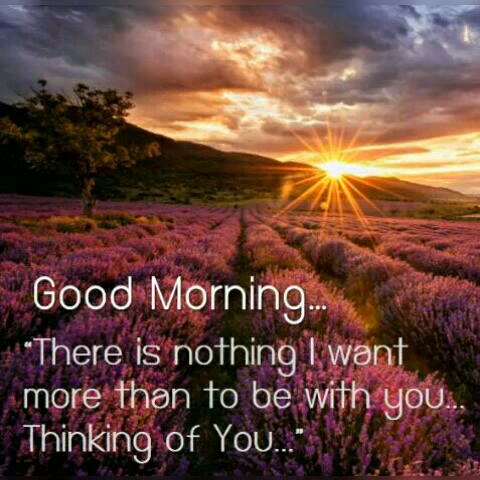 Good Morning...
"There is nothing I want
more than to be with you...
Thinking of You..."